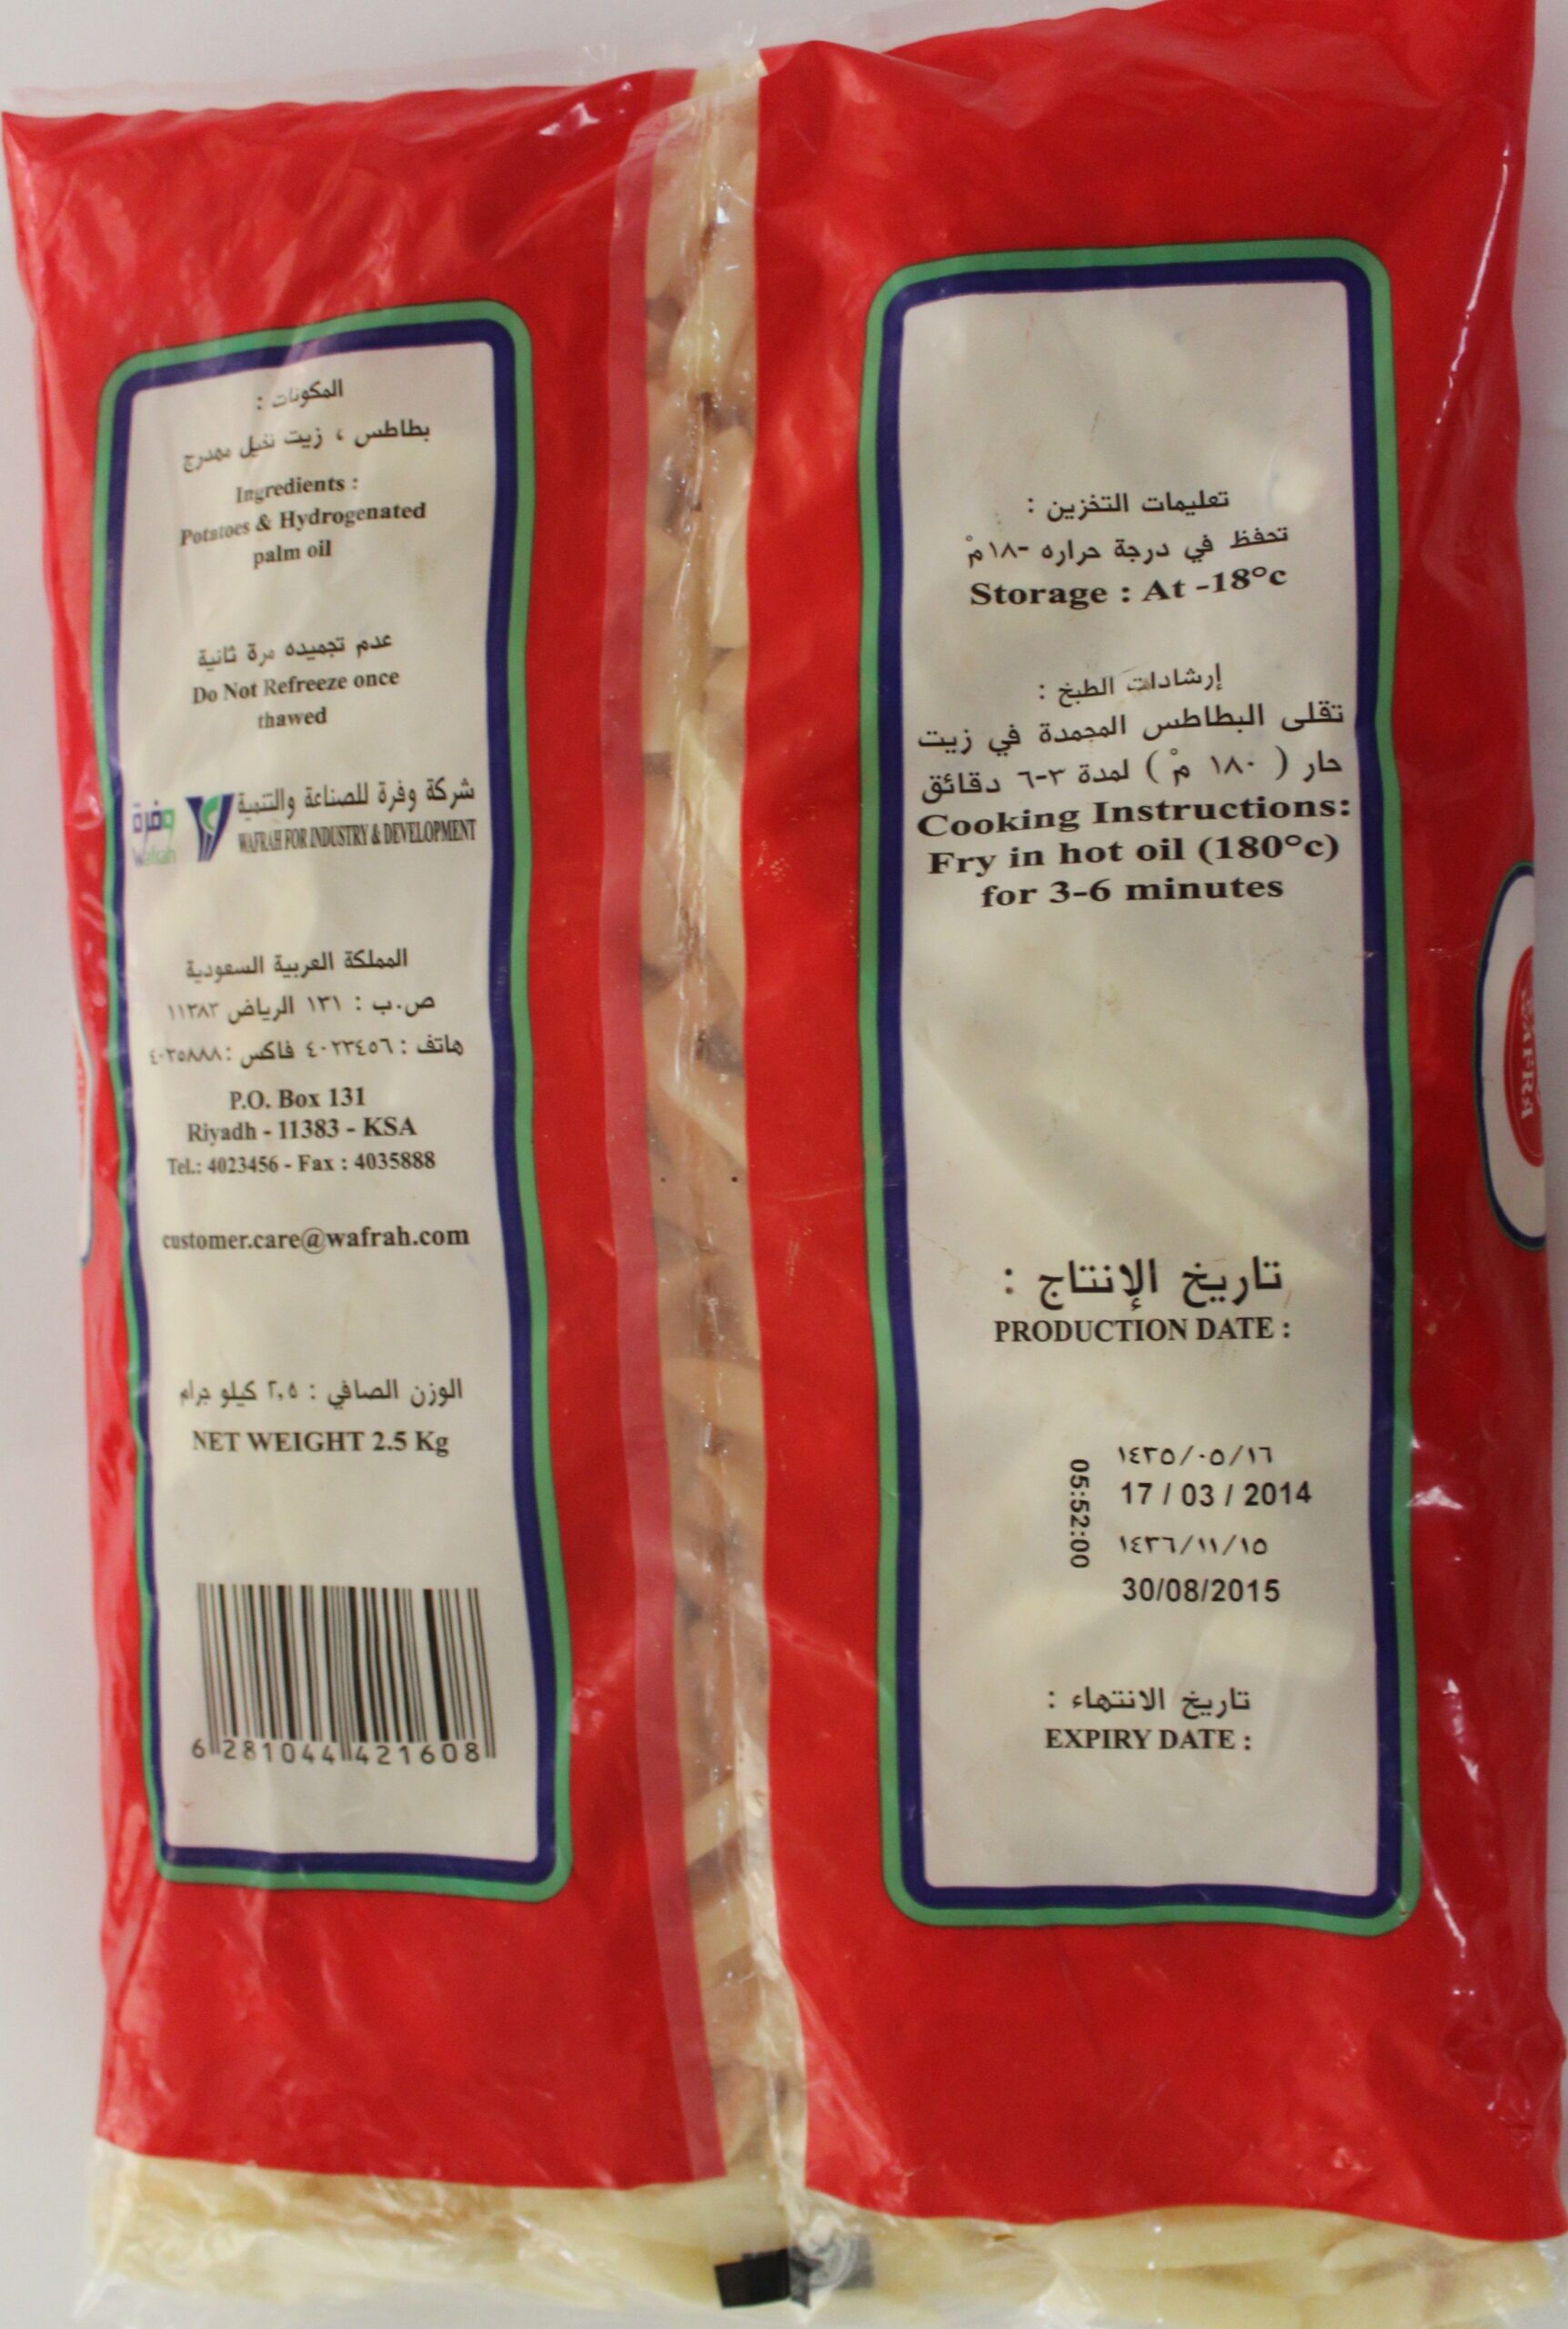 المكونات :
بطاطس ، زيت نخيل مهدرج
Ingredients :
Potatoes & Hydrogenated
palm oil
عدم تجميده مرة ثانية
Do Not Refreeze once
thawed
وفرة
Wafrah
شركة وفرة للصناعة والتنمية
WAFRAH FOR INDUSTRY & DEVELOPMENT
المملكة العربية السعودية
ص.ب : ١٣١ الرياض ١١٣٨٣
هاتف : ٤٠٢٣٤٥٦ فاكس : ٤٠٣٥٨٨٨
P.O. Box 131
Riyadh - 11383 - KSA
Tel.: 4023456 - Fax : 4035888
customer.care@wafrah.com
الوزن الصافي : ٢,٥ كيلو جرام
NET WEIGHT 2.5 Kg
6 281044 421608
تعليمات التخزين :
تحفظ في درجة حراره -١٨ مْ
Storage : At -18°c
إرشادات الطبخ :
تقلى البطاطس المجمدة في زيت
حار ( ١٨٠ مْ ) لمدة ٣-٦ دقائق
Cooking Instructions:
Fry in hot oil (180°c)
for 3-6 minutes
تاريخ الإنتاج :
PRODUCTION DATE :
١٤٣٥/٠٥/١٦
17 / 03 / 2014
05:52:00
١٤٣٦/١١/١٥
30/08/2015
تاريخ الانتهاء :
EXPIRY DATE :